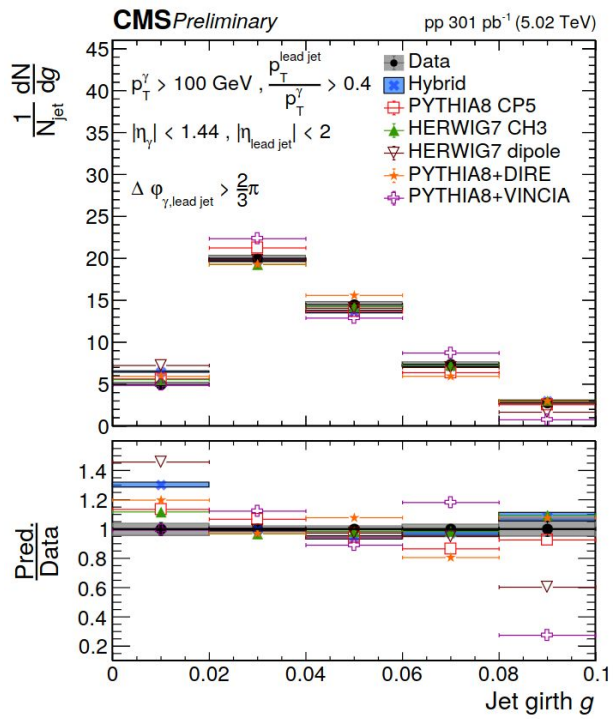 CMS Preliminary pp 301 pb⁻¹ (5.02 TeV)
1/N_jet dN/dg
p_T^γ > 100 GeV , p_T^lead jet / p_T^γ > 0.4
|η_γ| < 1.44 , |η_lead jet| < 2
Δ φ_γ,lead jet > 2/3 π
Data
Hybrid
PYTHIA8 CP5
HERWIG7 CH3
HERWIG7 dipole
PYTHIA8+DIRE
PYTHIA8+VINCIA
45
40
35
30
25
20
15
10
5
0
Pred.
Data
1.4
1.2
1.0
0.8
0.6
0.4
0.2
0 0.02 0.04 0.06 0.08 0.1
Jet girth g